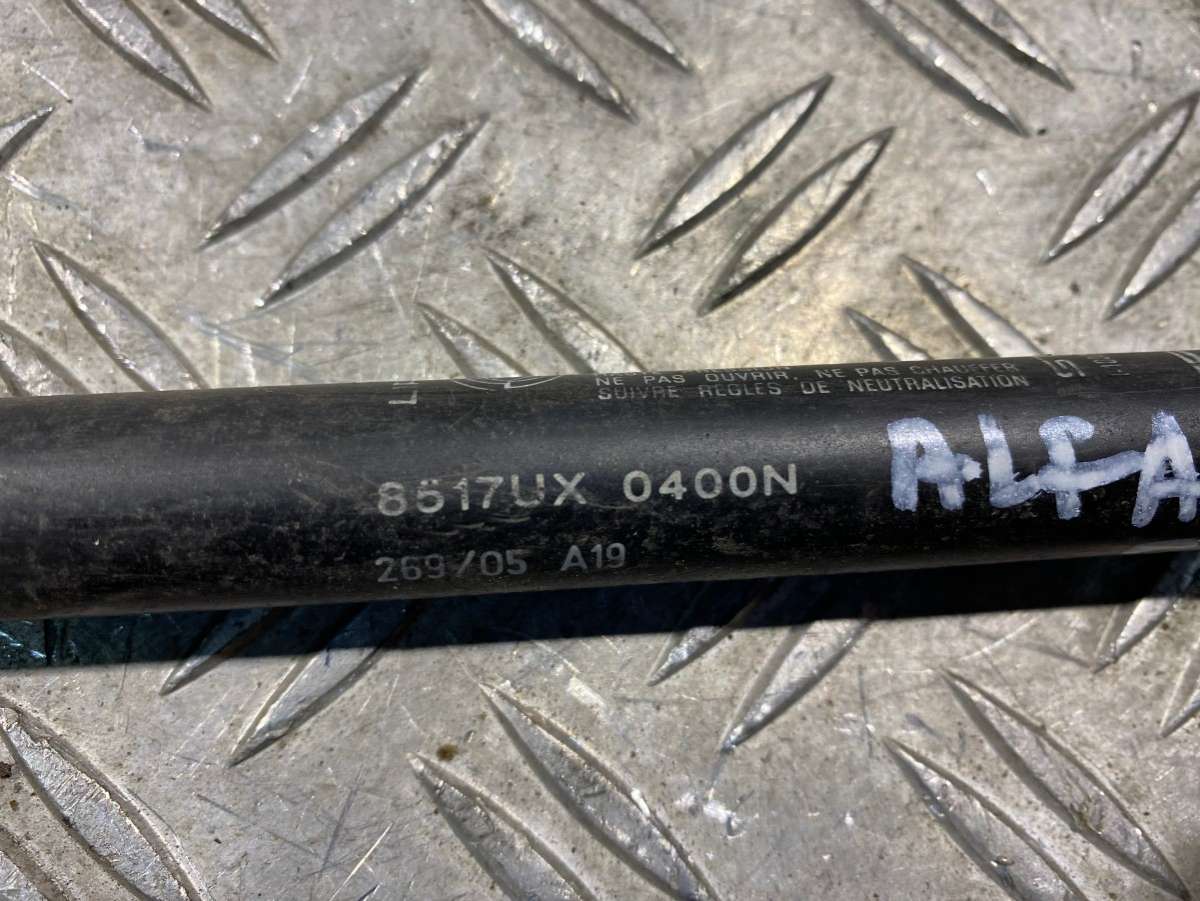 NE PAS OUVRIR, NE PAS CHAUFFER
SUIVRE REGLES DE NEUTRALISATION
8517UX 0400N
269/05 A19
ALFA